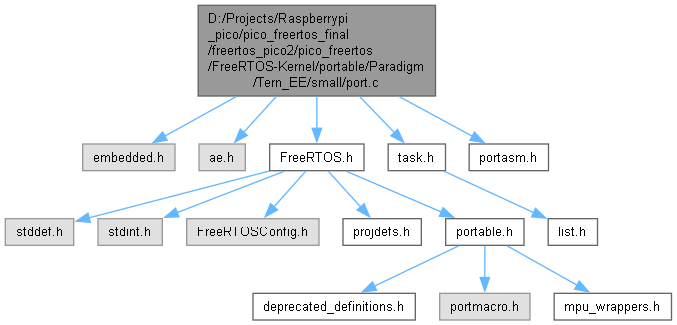 D:/Projects/Raspberrypi
_pico/pico_freertos_final
/freertos_pico2/pico_freertos
/FreeRTOS-Kernel/portable/Paradigm
/Tern_EE/small/port.c
embedded.h
ae.h
FreeRTOS.h
task.h
portasm.h
stddef.h
stdint.h
FreeRTOSConfig.h
projdefs.h
portable.h
list.h
deprecated_definitions.h
portmacro.h
mpu_wrappers.h